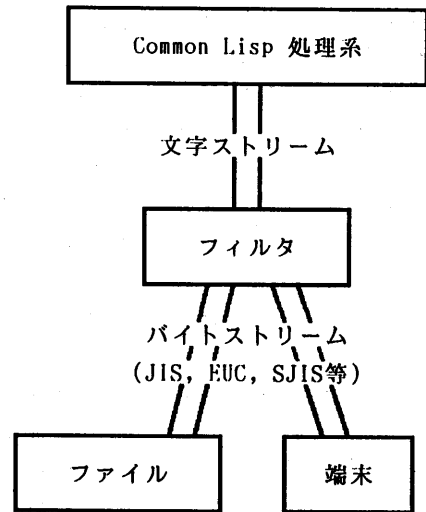 Common Lisp 処理系
文字ストリーム
フィルタ
バイトストリーム
(JIS, EUC, SJIS等)
ファイル
端末